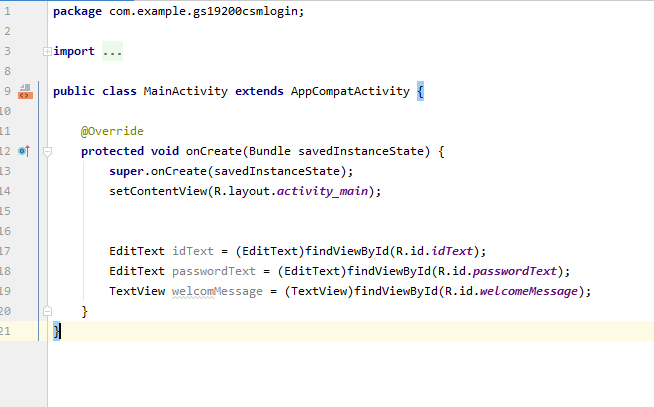 1 package com.example.gs19200csmlogin;
2
3 import ...
8
9 public class MainActivity extends AppCompatActivity {
10
11 @Override
12 protected void onCreate(Bundle savedInstanceState) {
13 super.onCreate(savedInstanceState);
14 setContentView(R.layout.activity_main);
15
16
17 EditText idText = (EditText)findViewById(R.id.idText);
18 EditText passwordText = (EditText)findViewById(R.id.passwordText);
19 TextView welcomMessage = (TextView)findViewById(R.id.welcomeMessage);
20 }
21 }